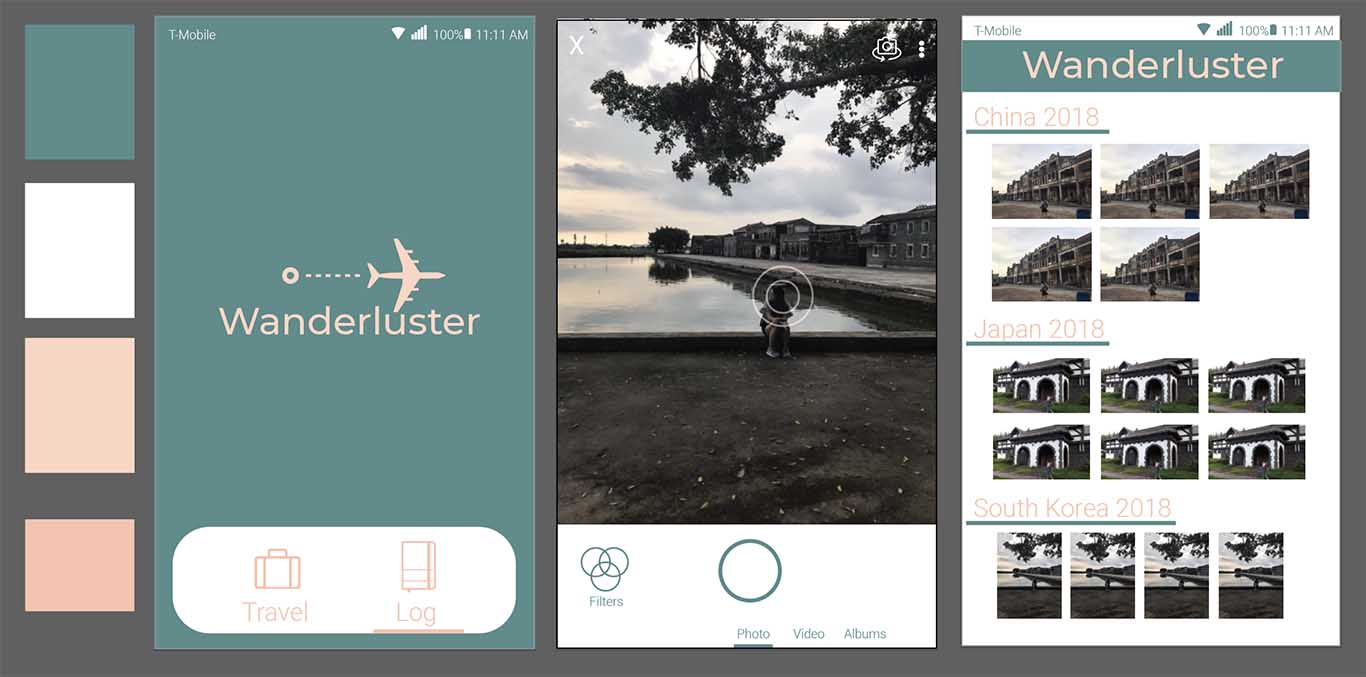 T-Mobile 100% 11:11 AM
Wanderluster
Travel Log
X
Filters
Photo Video Albums
T-Mobile 100% 11:11 AM
Wanderluster
China 2018
Japan 2018
South Korea 2018